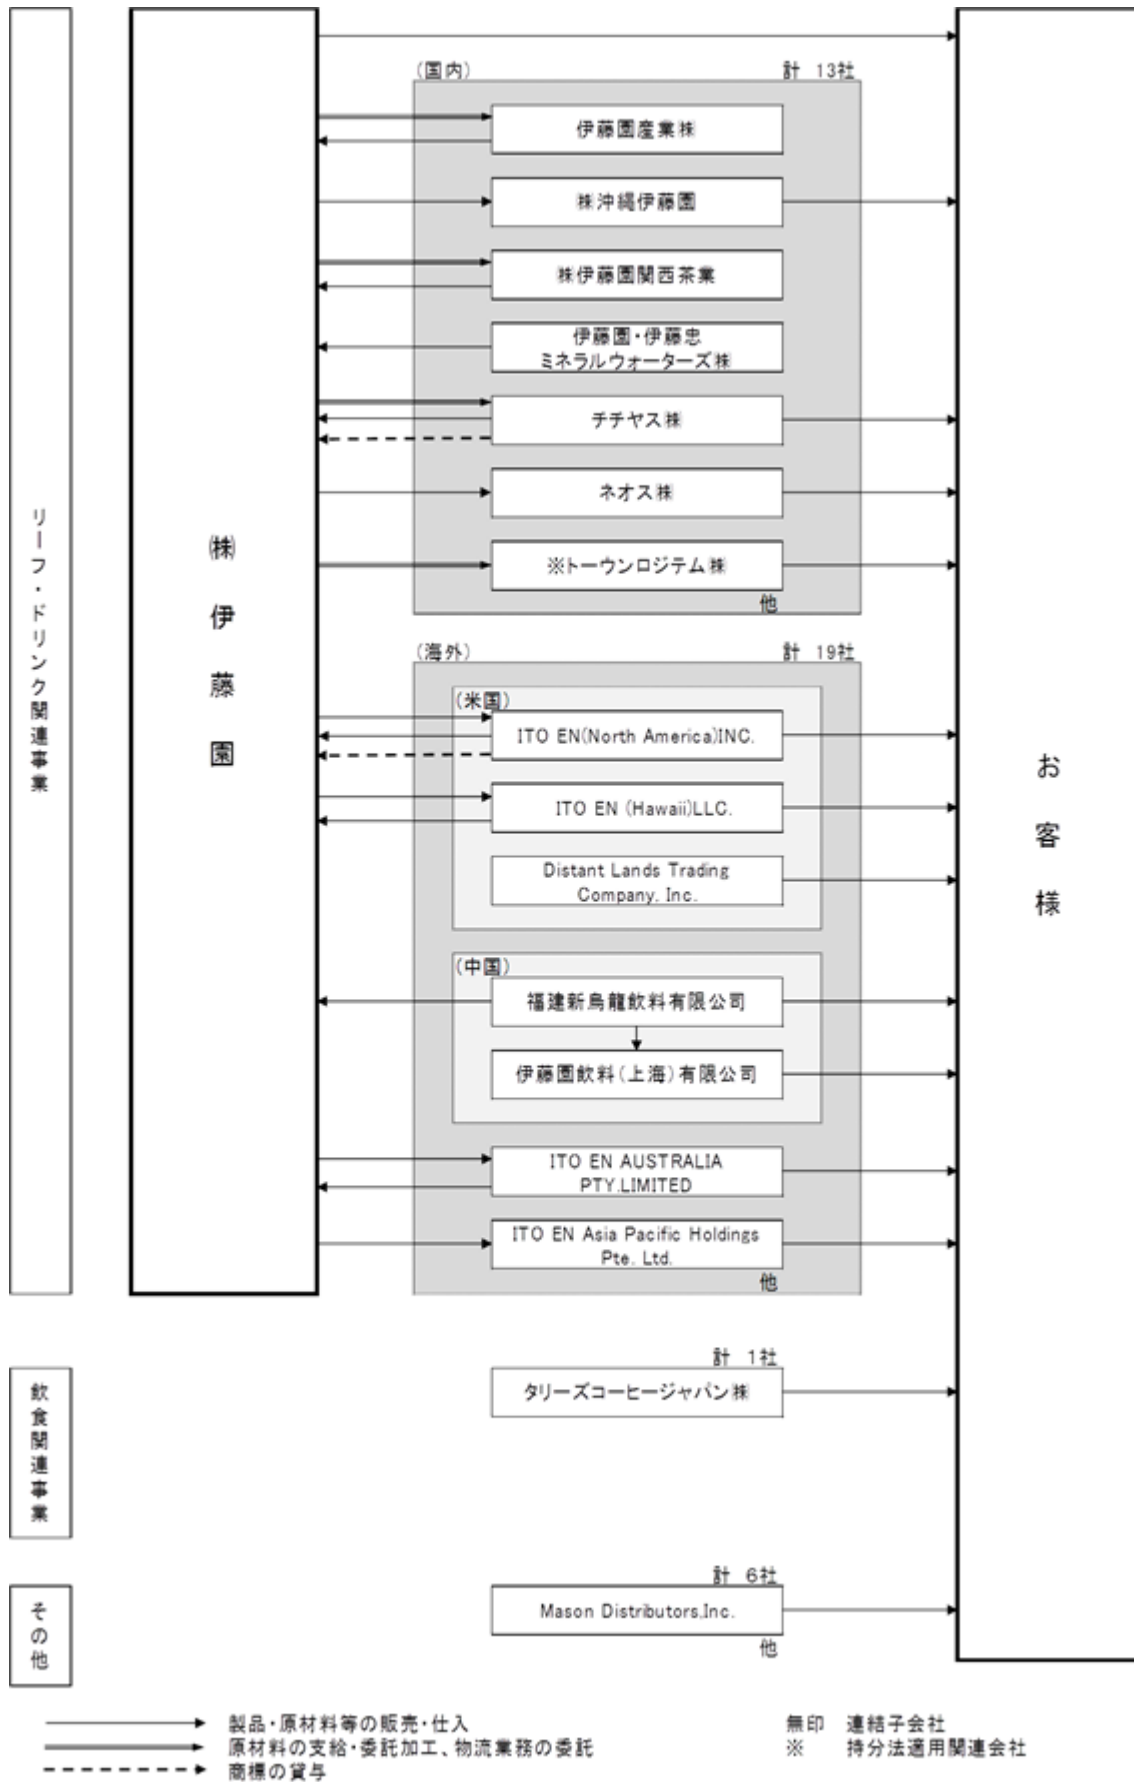 (国内)
計 13社
伊藤園産業㈱
㈱沖縄伊藤園
㈱伊藤園関西茶業
伊藤園・伊藤忠
ミネラルウォーターズ㈱
チチヤス㈱
ネオス㈱
※トーウンロジテム㈱
他
リーフ・ドリンク関連事業
㈱伊藤園
(海外)
計 19社
(米国)
ITO EN(North America)INC.
ITO EN (Hawaii)LLC.
Distant Lands Trading
Company. Inc.
(中国)
福建新烏龍飲料有限公司
伊藤園飲料(上海)有限公司
ITO EN AUSTRALIA
PTY.LIMITED
ITO EN Asia Pacific Holdings
Pte. Ltd.
他
お客様
計 1社
飲食関連事業
タリーズコーヒージャパン㈱
計 6社
その他
Mason Distributors,Inc.
他
製品・原材料等の販売・仕入
原材料の支給・委託加工、物流業務の委託
商標の貸与
無印 連結子会社
※ 持分法適用関連会社